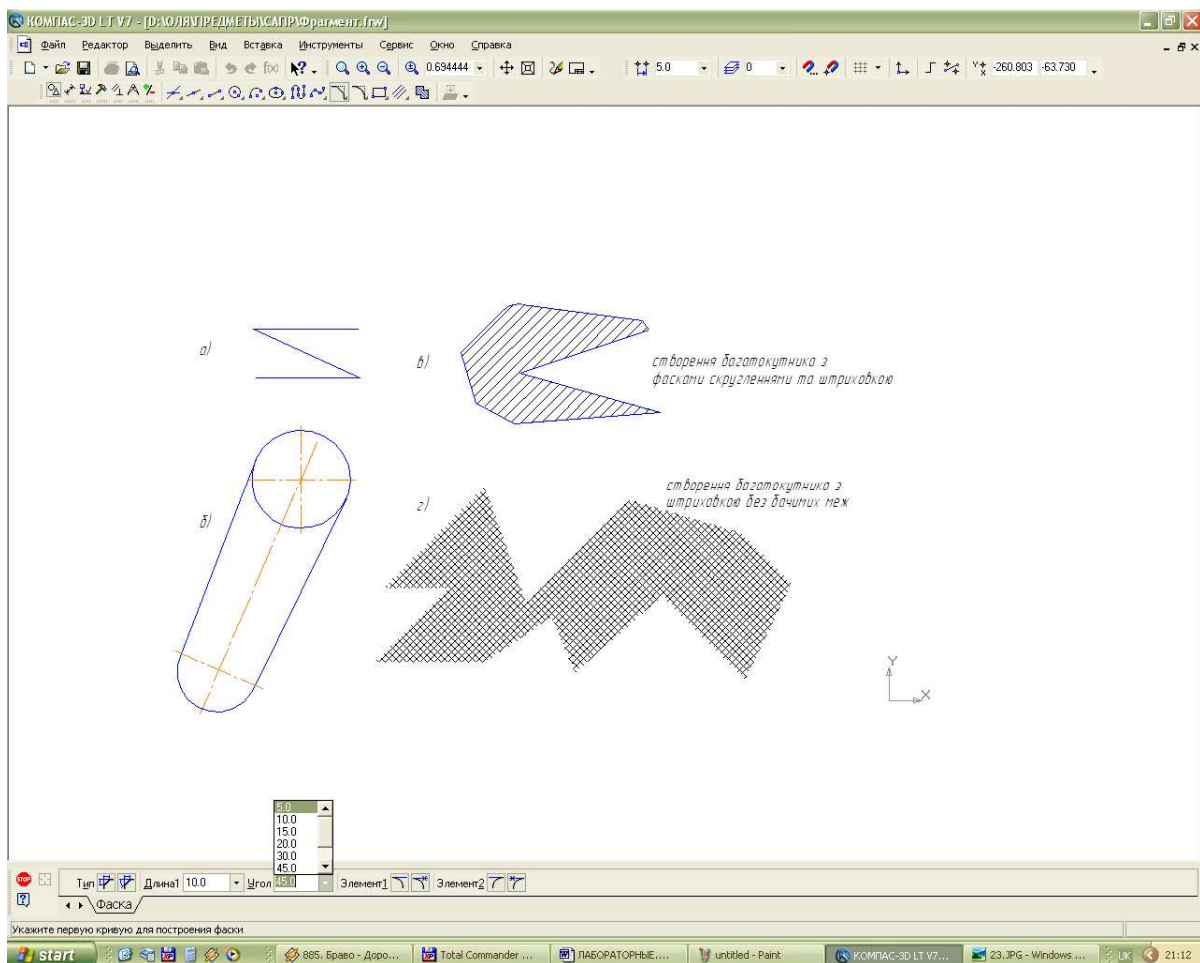 КОМПАС-3D LT V7 - [D:\ОЛЯ\ПРЕДМЕТЫ\САПР\Фрагмент.frw]
Файл Редактор Выделить Вид Вставка Инструменты Сервис Окно Справка
0.694444 5.0 0 -260.803 -63.730
а)
в)
створення багатокутника з
фасками скругленнями та штриховкою
б)
г)
створення багатокутника з
штриховкою без бачимих меж
Y
X
5.0
10.0
15.0
20.0
30.0
45.0
STOP Тип Длина1 10.0 Угол 45.0 Элемент1 Элемент2
Фаска
Укажите первую кривую для построения фаски
start 885. Браво - Доро... Total Commander ... ЛАБОРАТОРНЫЕ.... untitled - Paint КОМПАС-3D LT V7... 23.JPG - Windows ... UK 21:12